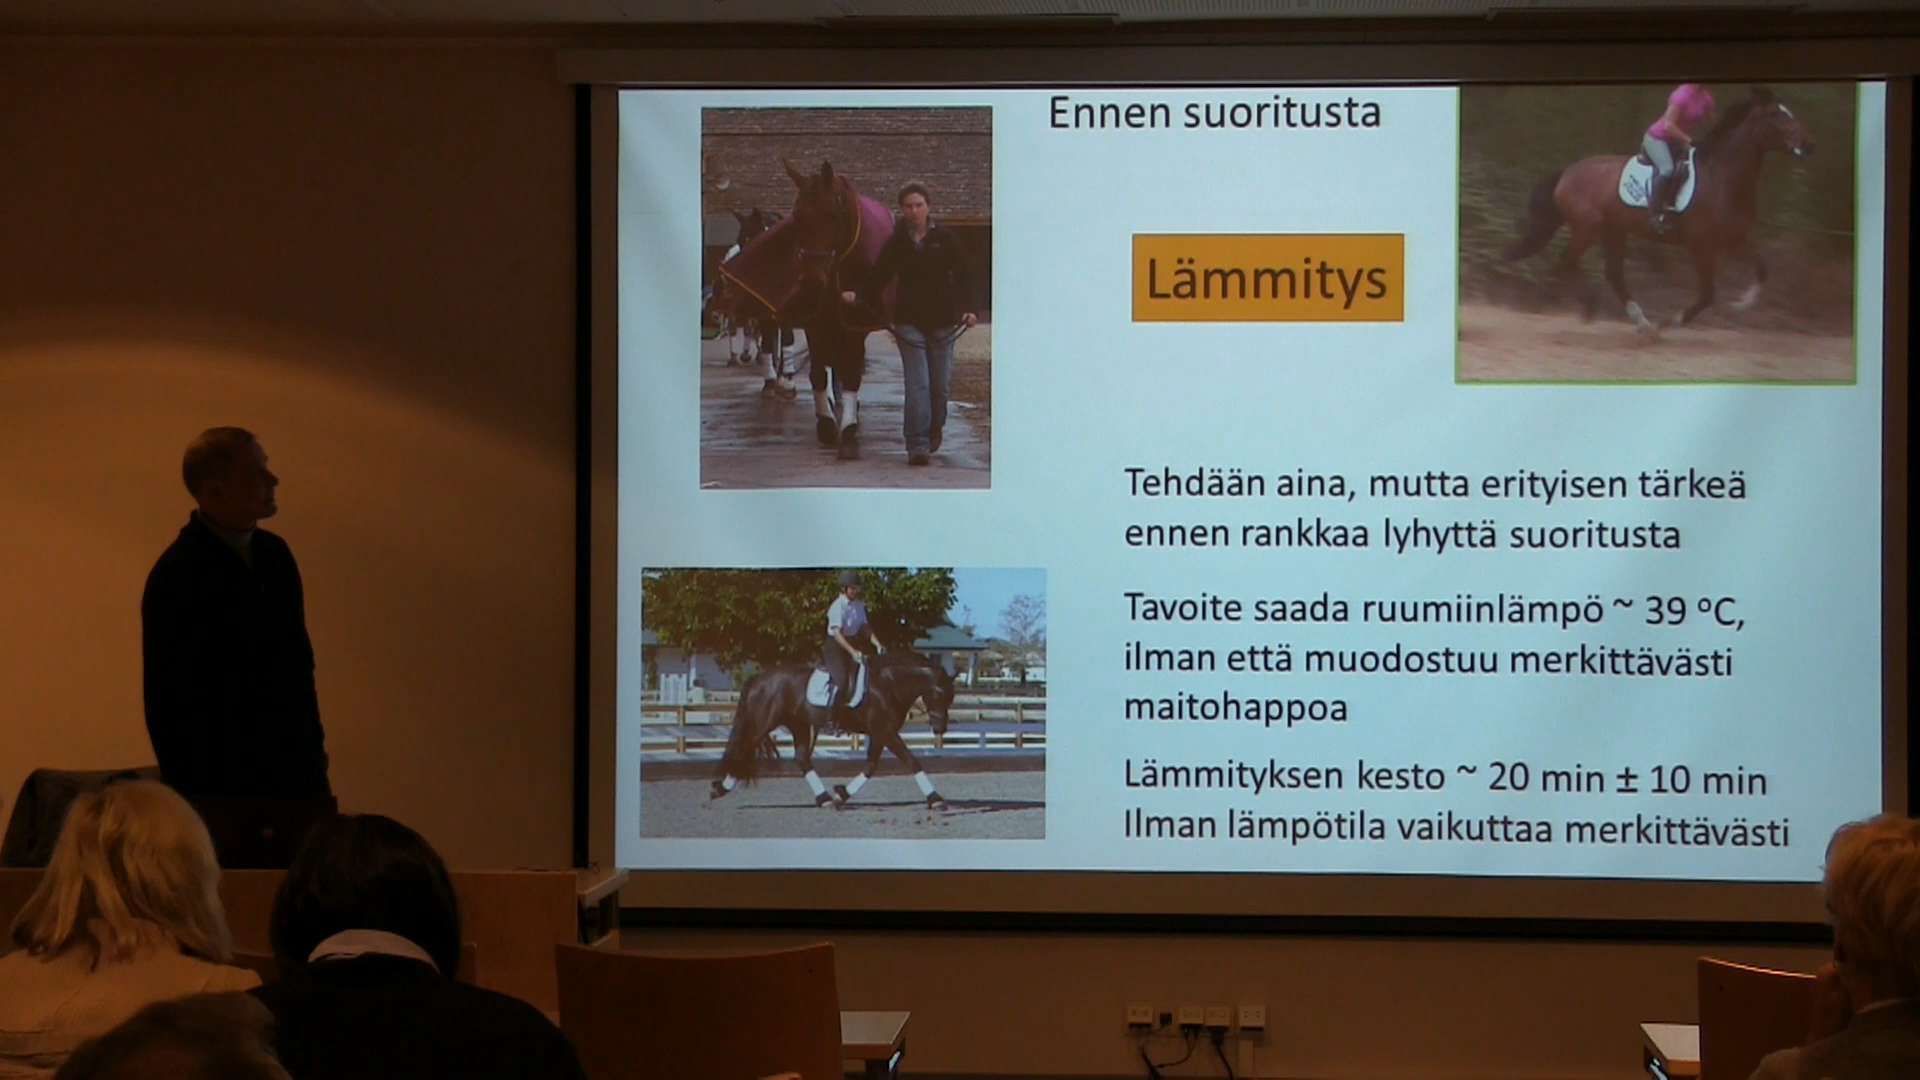 Ennen suoritusta
Lämmitys
Tehdään aina, mutta erityisen tärkeä
ennen rankkaa lyhyttä suoritusta
Tavoite saada ruumiinlämpö ~ 39 ºC,
ilman että muodostuu merkittävästi
maitohappoa
Lämmityksen kesto ~ 20 min ± 10 min
Ilman lämpötila vaikuttaa merkittävästi